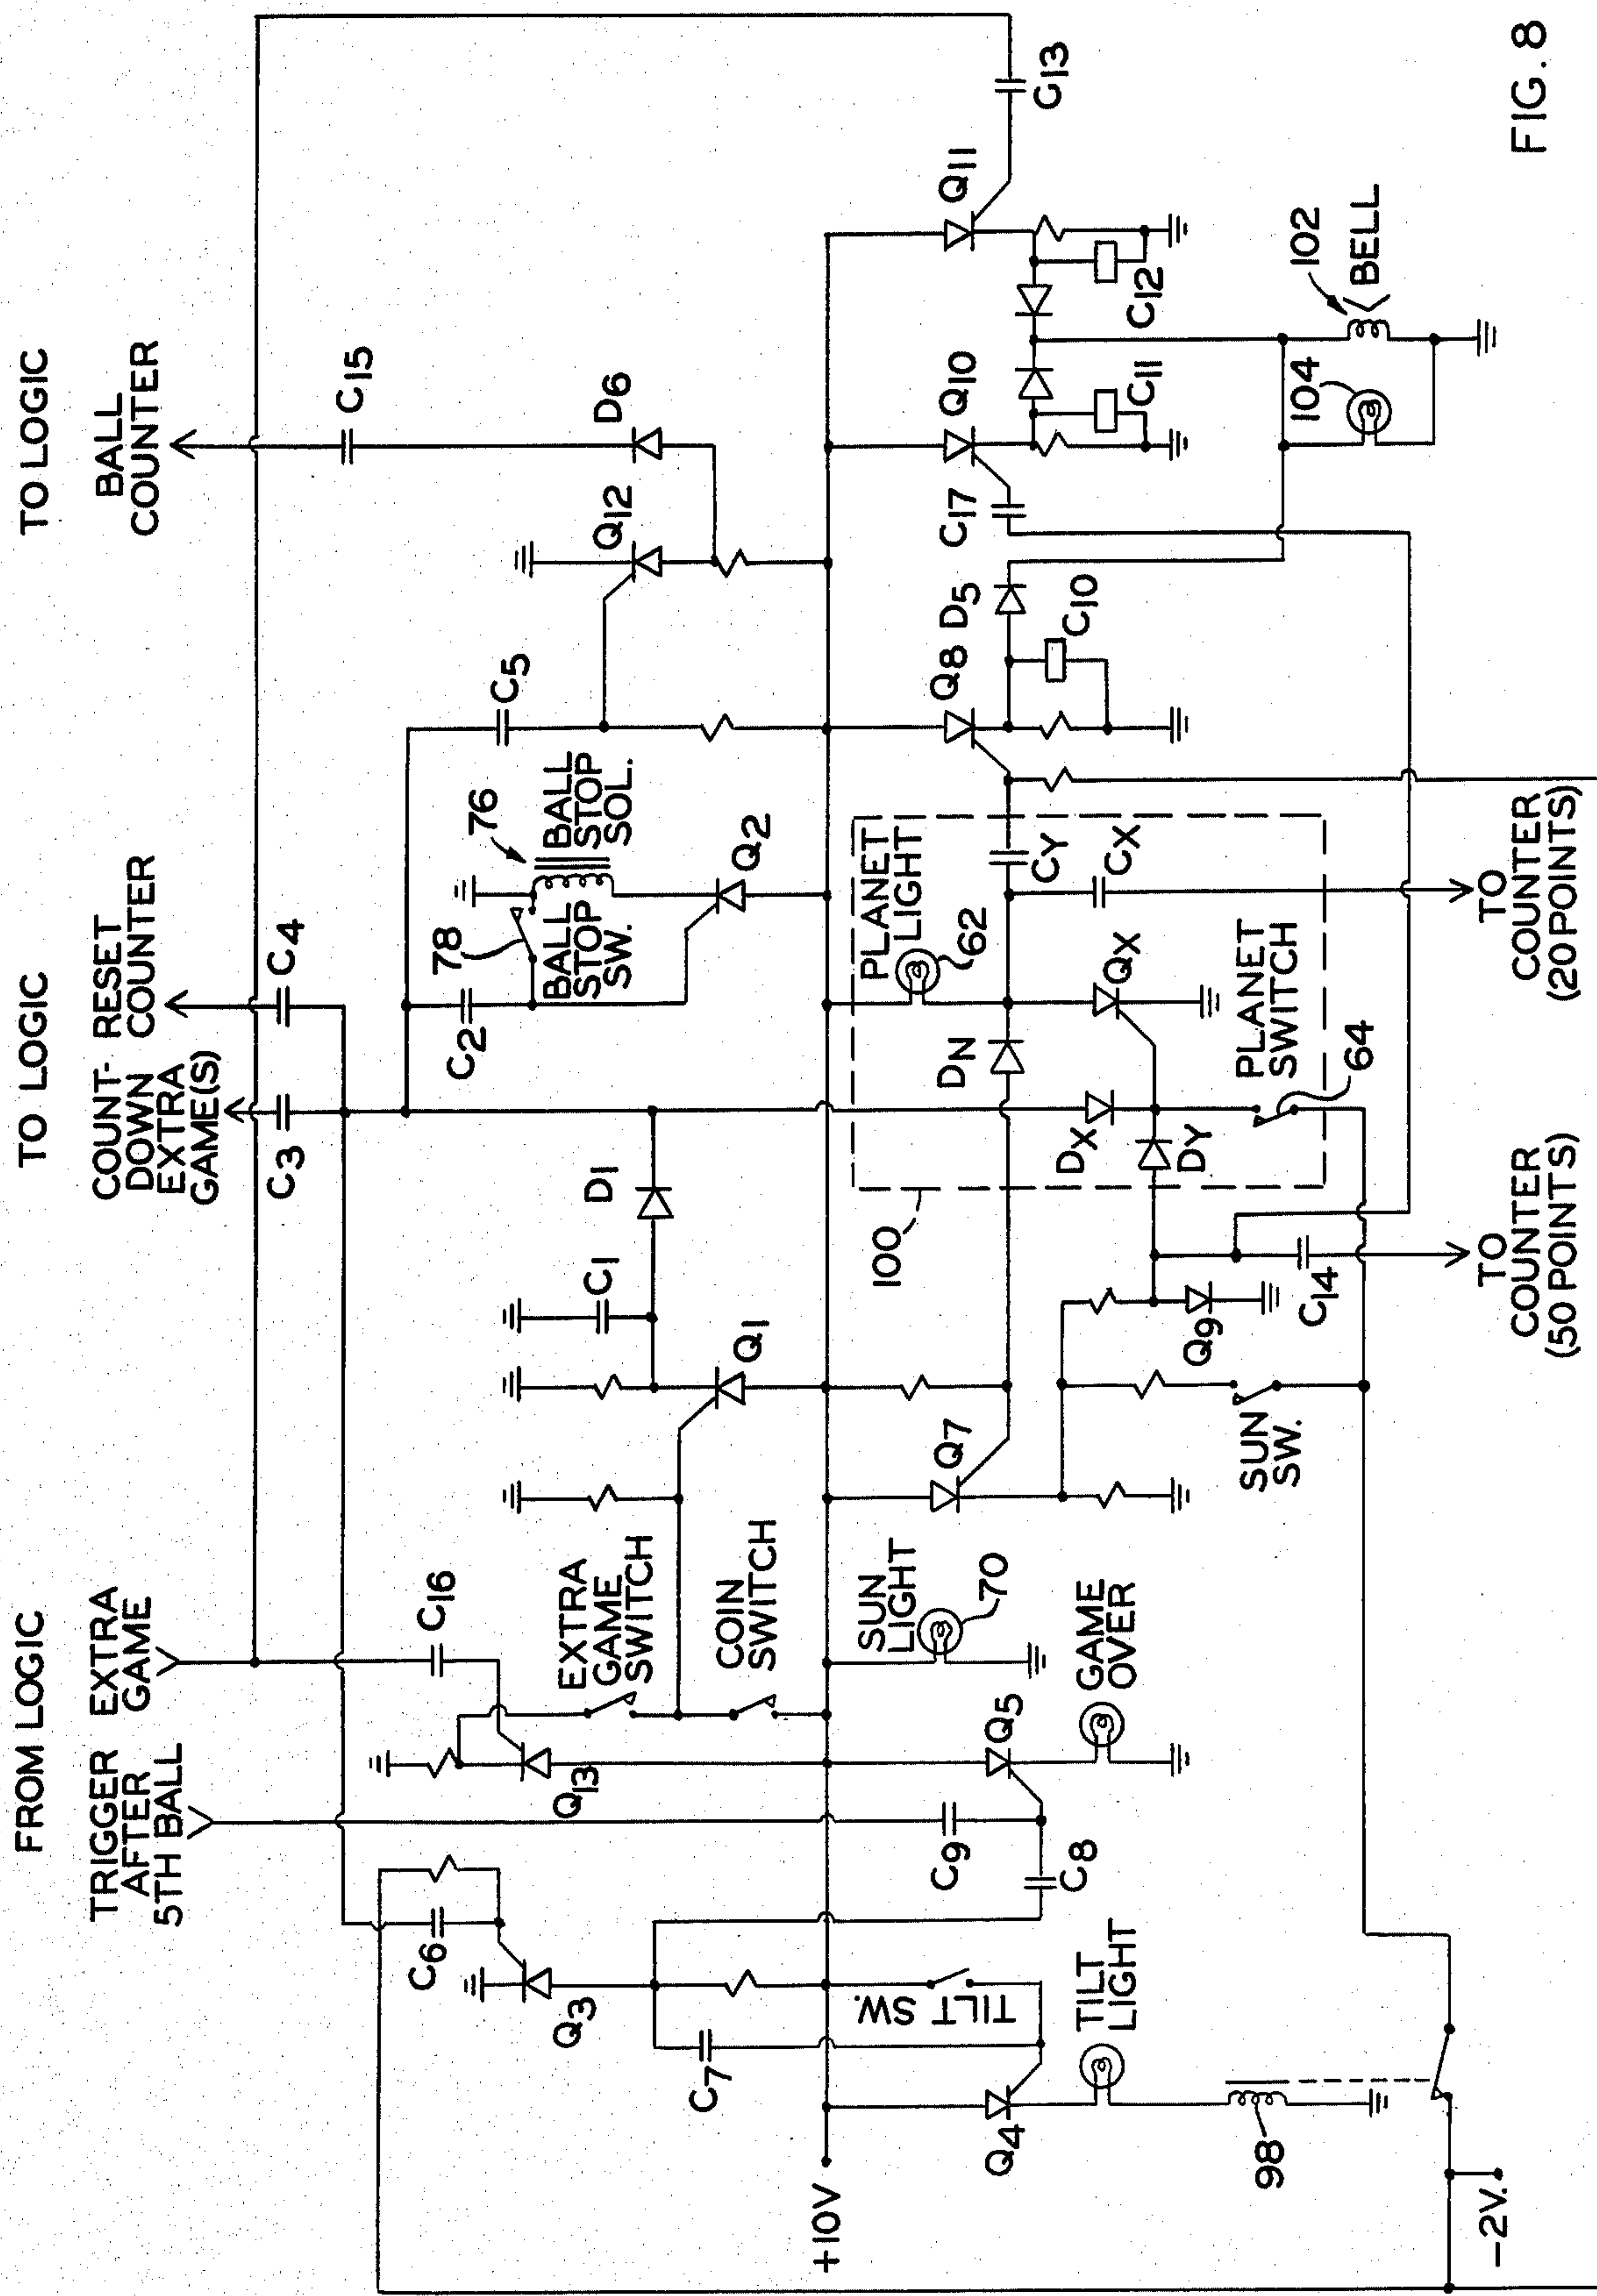 FROM LOGIC
TRIGGER
AFTER
5TH BALL
EXTRA
GAME
TO LOGIC
COUNT-
DOWN
EXTRA
GAME(S)
RESET
COUNTER
TO LOGIC
BALL
COUNTER
C3
C4
C15
C16
C6
Q3
Q13
EXTRA
GAME
SWITCH
COIN
SWITCH
C1
D1
Q1
C2
78
76
BALL
STOP
SW.
BALL
STOP
SOL.
Q2
C5
Q12
D6
C7
+10V
TILT SW.
Q4
TILT
LIGHT
98
-2V.
C9
C8
Q5
GAME
OVER
SUN
LIGHT
70
Q7
SUN
SW.
Q9
C14
100
PLANET
LIGHT
62
DN
QX
DX
DY
CY
CX
PLANET
SWITCH
64
TO
COUNTER
(50 POINTS)
TO
COUNTER
(20 POINTS)
Q8
D5
C10
C17
Q10
C11
Q11
C12
C13
104
102
BELL
FIG. 8